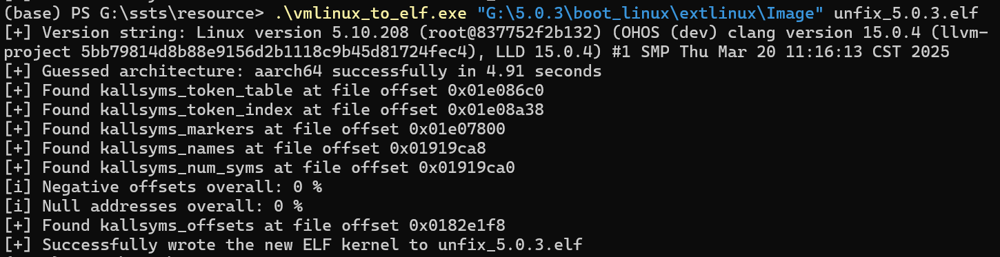 (base) PS G:\ssts\resource> .\vmlinux_to_elf.exe "G:\5.0.3\boot_linux\extlinux\Image" unfix_5.0.3.elf
[+] Version string: Linux version 5.10.208 (root@837752f2b132) (OHOS (dev) clang version 15.0.4 (llvm-
project 5bb79814d8b88e9156d2b1118c9b45d81724fec4), LLD 15.0.4) #1 SMP Thu Mar 20 11:16:13 CST 2025
[+] Guessed architecture: aarch64 successfully in 4.91 seconds
[+] Found kallsyms_token_table at file offset 0x01e086c0
[+] Found kallsyms_token_index at file offset 0x01e08a38
[+] Found kallsyms_markers at file offset 0x01e07800
[+] Found kallsyms_names at file offset 0x01919ca8
[+] Found kallsyms_num_syms at file offset 0x01919ca0
[i] Negative offsets overall: 0 %
[i] Null addresses overall: 0 %
[+] Found kallsyms_offsets at file offset 0x0182e1f8
[+] Successfully wrote the new ELF kernel to unfix_5.0.3.elf